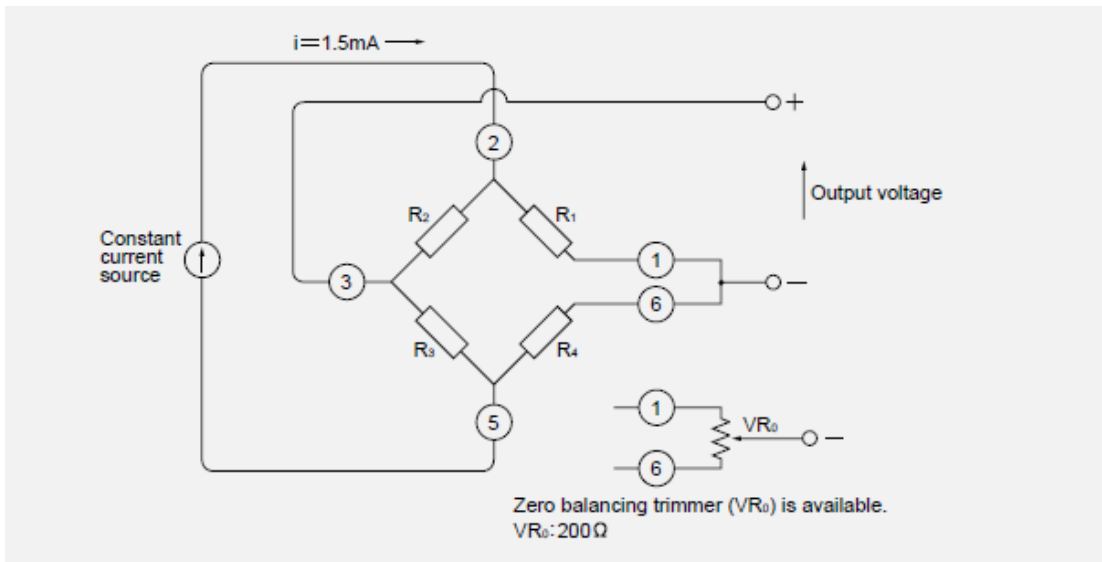 i=1.5mA
+
2
Output voltage
R₂
R₁
Constant
current
source
1
3
−
6
R₃
R₄
1
5
VR₀
−
6
Zero balancing trimmer (VR₀) is available.
VR₀:200Ω